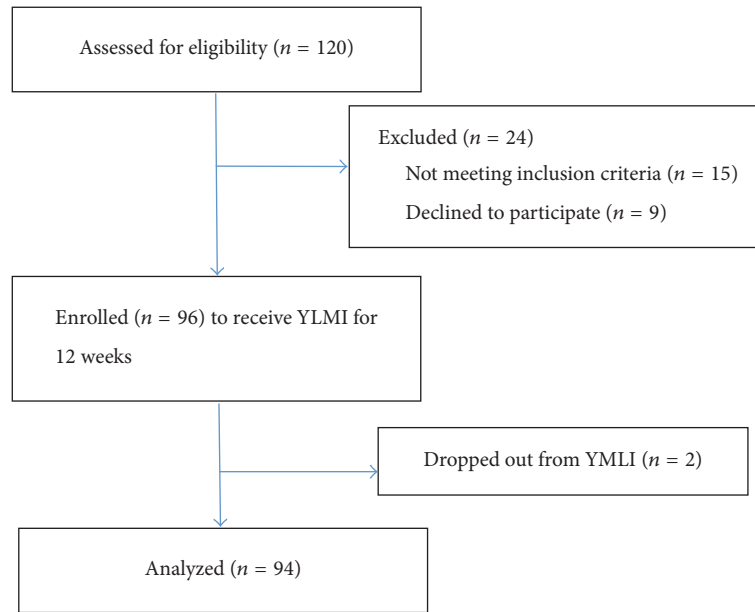 Assessed for eligibility (n = 120)
Excluded (n = 24)
Not meeting inclusion criteria (n = 15)
Declined to participate (n = 9)
Enrolled (n = 96) to receive YLMI for
12 weeks
Dropped out from YMLI (n = 2)
Analyzed (n = 94)